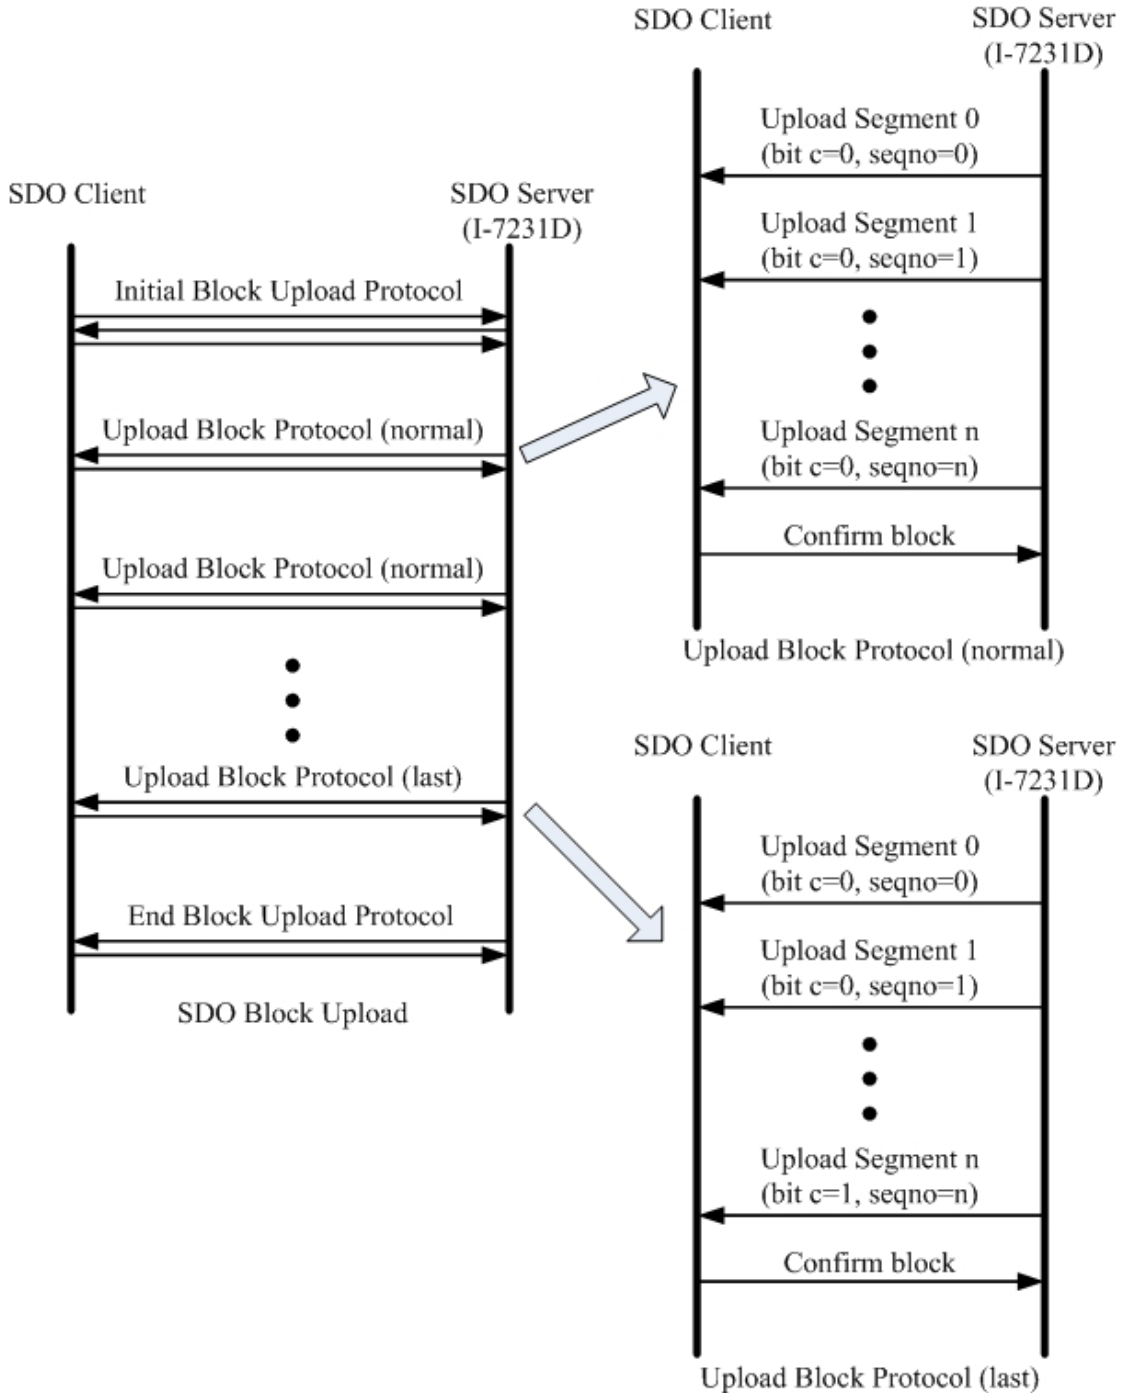 SDO Client
SDO Server
(I-7231D)
Initial Block Upload Protocol
Upload Block Protocol (normal)
Upload Block Protocol (normal)
Upload Block Protocol (last)
End Block Upload Protocol
SDO Block Upload
SDO Client
SDO Server
(I-7231D)
Upload Segment 0
(bit c=0, seqno=0)
Upload Segment 1
(bit c=0, seqno=1)
Upload Segment n
(bit c=0, seqno=n)
Confirm block
Upload Block Protocol (normal)
SDO Client
SDO Server
(I-7231D)
Upload Segment 0
(bit c=0, seqno=0)
Upload Segment 1
(bit c=0, seqno=1)
Upload Segment n
(bit c=1, seqno=n)
Confirm block
Upload Block Protocol (last)